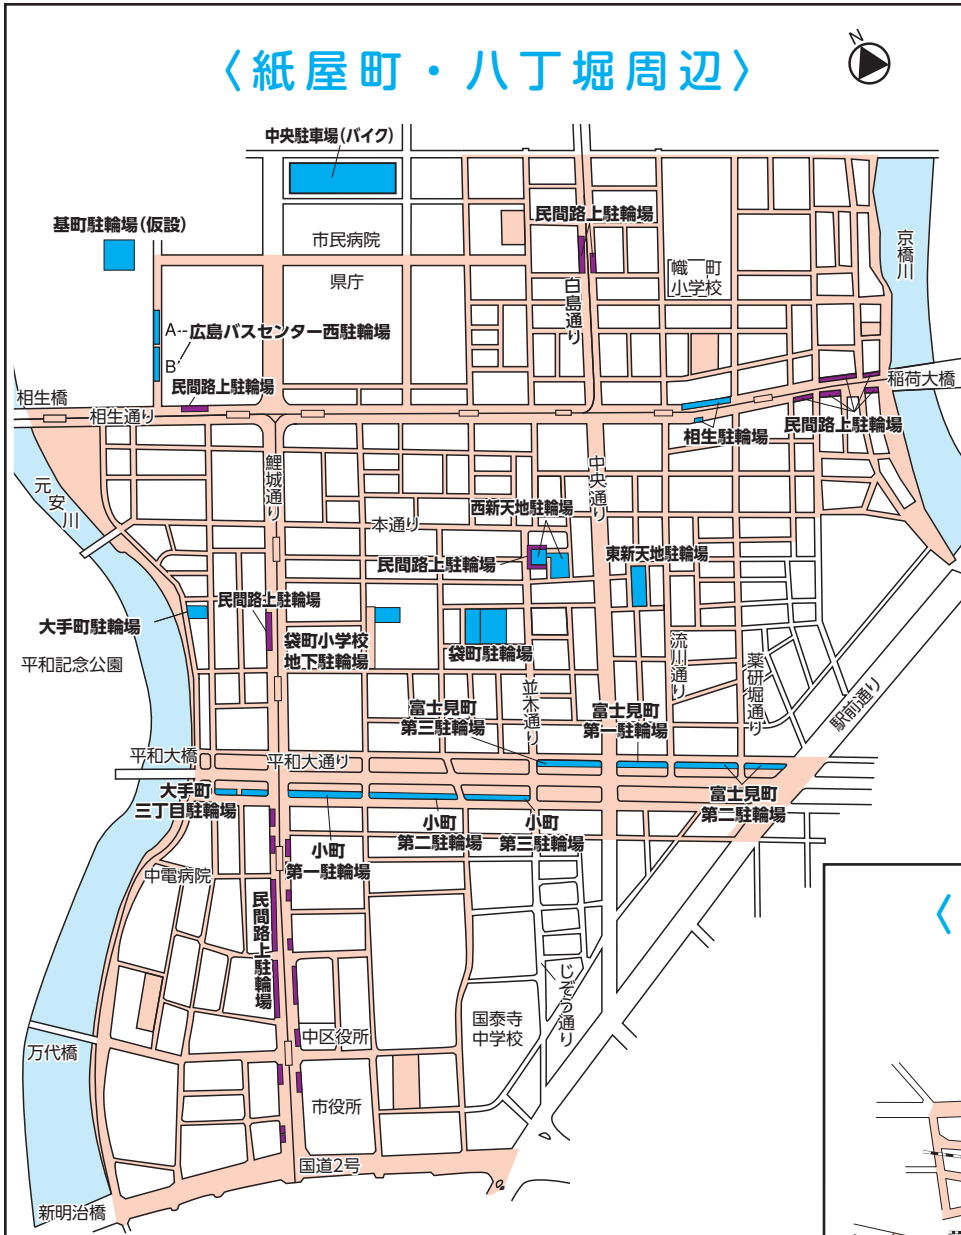 〈紙屋町・八丁堀周辺〉
N
中央駐車場(バイク)
基町駐輪場(仮設)
民間路上駐輪場
市民病院
県庁
幟町
小学校
京橋川
白島通り
A
広島バスセンター西駐輪場
B
民間路上駐輪場
相生橋
相生通り
稲荷大橋
民間路上駐輪場
相生駐輪場
鯉城通り
中央通り
元安川
本通り
西新天地駐輪場
民間路上駐輪場
東新天地駐輪場
民間路上駐輪場
大手町駐輪場
平和記念公園
袋町小学校
地下駐輪場
袋町駐輪場
流川通り
薬研堀通り
並木通り
駅前通り
富士見町
第三駐輪場
富士見町
第一駐輪場
平和大橋
平和大通り
大手町
三丁目駐輪場
富士見町
第二駐輪場
小町
第一駐輪場
小町
第二駐輪場
小町
第三駐輪場
中電病院
民間路上駐輪場
〈
じぞう通り
国泰寺
中学校
中区役所
万代橋
市役所
国道2号
新明治橋